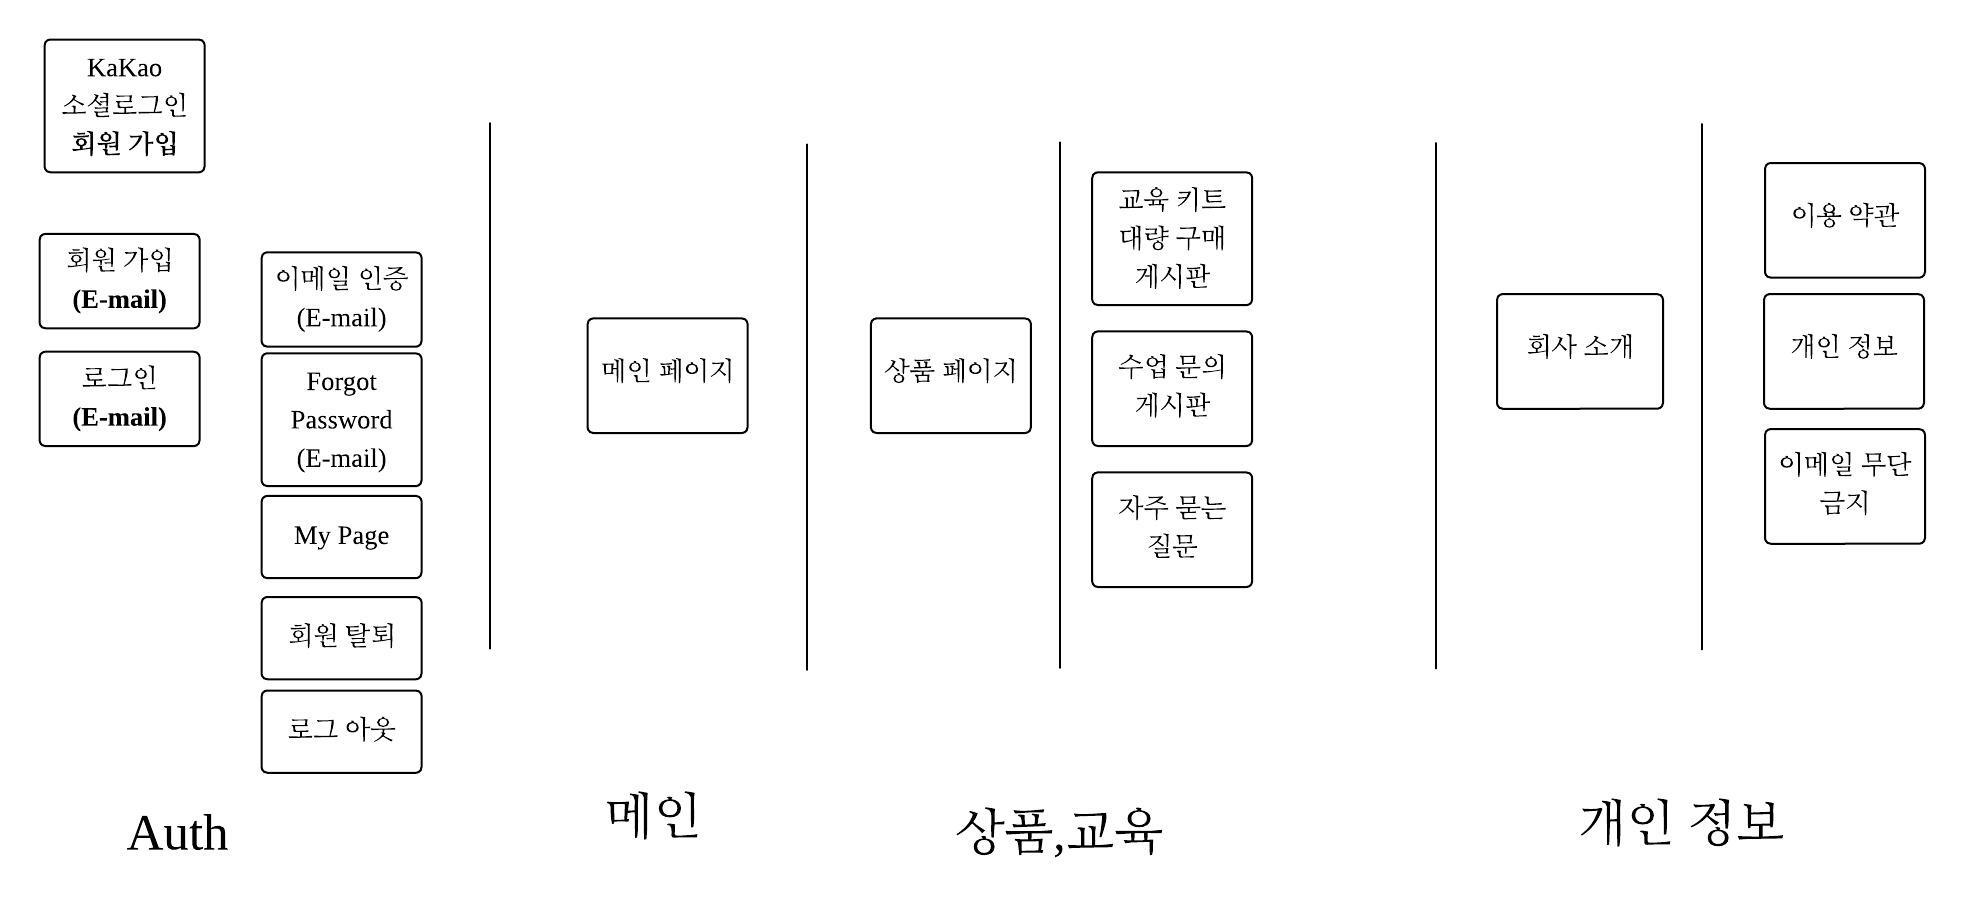 KaKao
소셜로그인
회원 가입
회원 가입
(E-mail)
로그인
(E-mail)
이메일 인증
(E-mail)
Forgot
Password
(E-mail)
My Page
회원 탈퇴
로그 아웃
Auth
메인 페이지
메인
상품 페이지
교육 키트
대량 구매
게시판
수업 문의
게시판
자주 묻는
질문
상품,교육
회사 소개
이용 약관
개인 정보
이메일 무단
금지
개인 정보